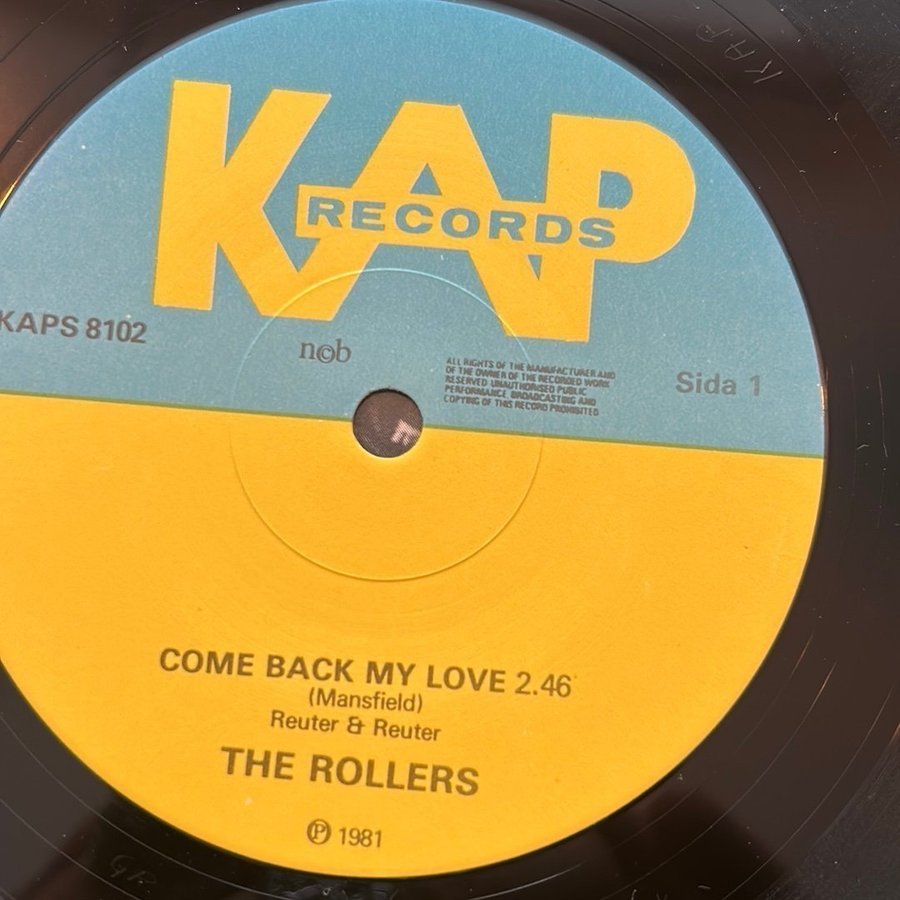 KAP
RECORDS
KAPS 8102
n©b
ALL RIGHTS OF THE MANUFACTURER AND
OF THE OWNER OF THE RECORDED WORK
RESERVED UNAUTHORISED PUBLIC
PERFORMANCE, BROADCASTING AND
COPYING OF THIS RECORD PROHIBITED
Sida 1
COME BACK MY LOVE 2.46
(Mansfield)
Reuter & Reuter
THE ROLLERS
℗ 1981
KAP